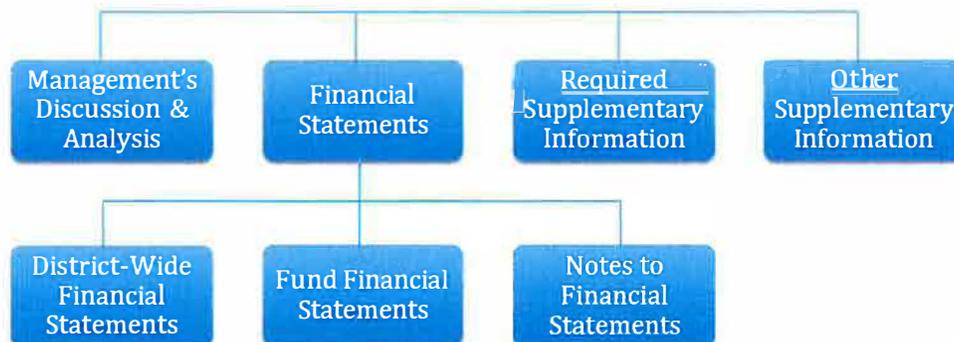 Management's
Discussion &
Analysis
Financial
Statements
Required
Supplementary
Information
Other
Supplementary
Information
District-Wide
Financial
Statements
Fund Financial
Statements
Notes to
Financial
Statements